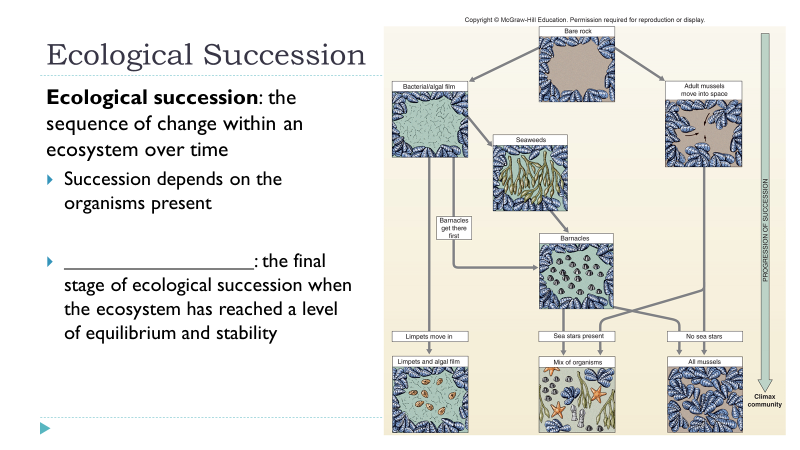 Copyright © McGraw-Hill Education. Permission required for reproduction or display.
Ecological Succession
Ecological succession: the
sequence of change within an
ecosystem over time
Succession depends on the
organisms present
____________________: the final
stage of ecological succession when
the ecosystem has reached a level
of equilibrium and stability
Bare rock
Bacterial/algal film
Adult mussels
move into space
Seaweeds
Barnacles
get there
first
Barnacles
Limpets move in
Sea stars present
No sea stars
Limpets and algal film
Mix of organisms
All mussels
PROGRESSION OF SUCCESSION
Climax
community